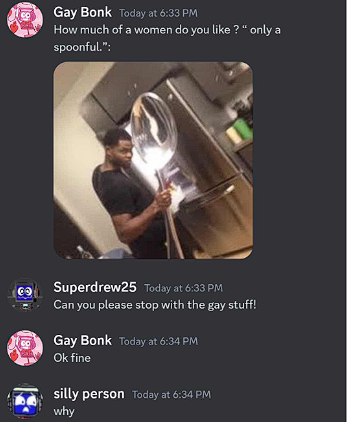 Gay Bonk Today at 6:33 PM
How much of a women do you like ? “ only a
spoonful.”:
Superdrew25 Today at 6:33 PM
Can you please stop with the gay stuff!
Gay Bonk Today at 6:34 PM
Ok fine
silly person Today at 6:34 PM
why